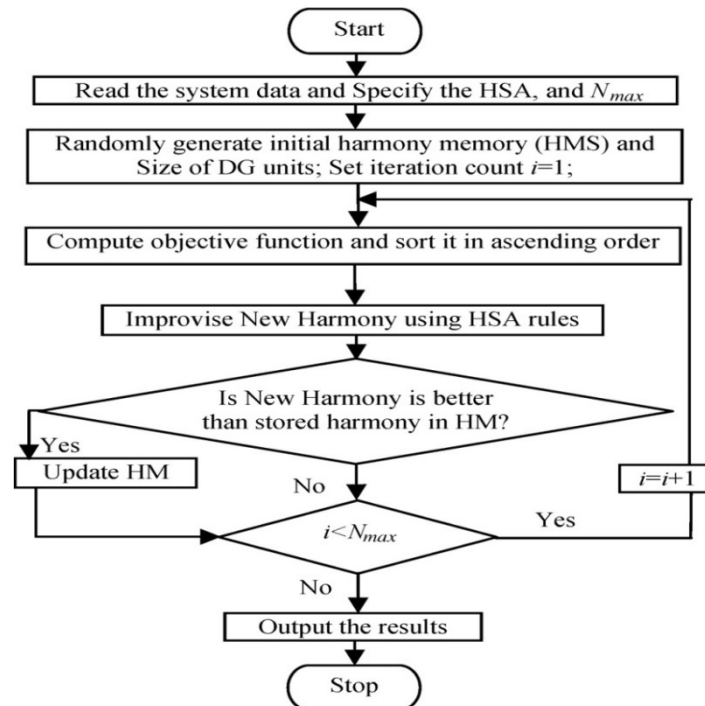 Start
Read the system data and Specify the HSA, and N_max
Randomly generate initial harmony memory (HMS) and
Size of DG units; Set iteration count i=1;
Compute objective function and sort it in ascending order
Improvise New Harmony using HSA rules
Is New Harmony is better
than stored harmony in HM?
Yes
Update HM
No
i=i+1
i<N_max
Yes
No
Output the results
Stop